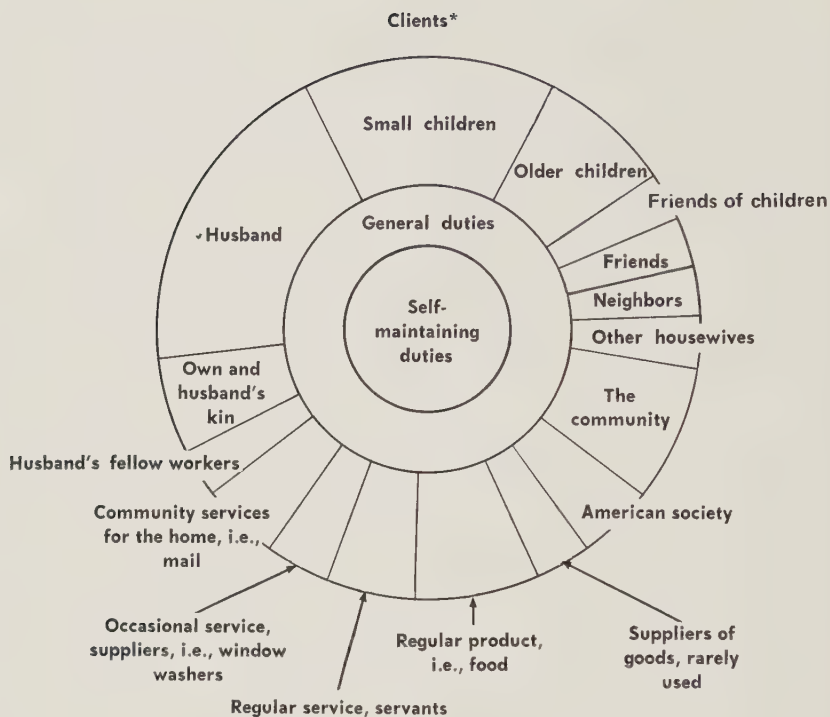 Clients*
Small children
Older children
Friends of children
General duties
Husband
Friends
Neighbors
Self-
maintaining
duties
Other housewives
Own and
husband's
kin
The
community
Husband's fellow workers
Community services
for the home, i.e.,
mail
American society
Occasional service,
suppliers, i.e., window
washers
Regular product,
i.e., food
Suppliers of
goods, rarely
used
Regular service, servants